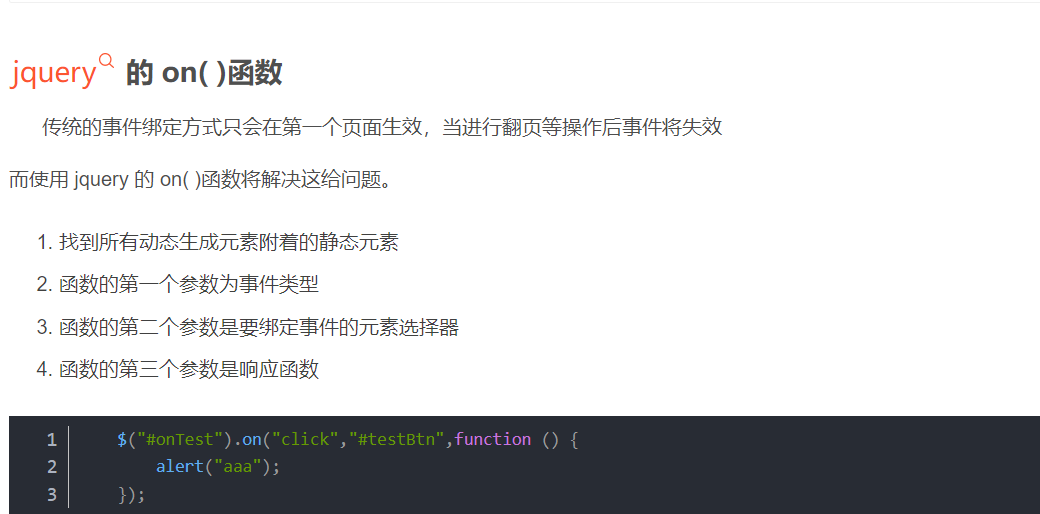 jquery 的 on( )函数
传统的事件绑定方式只会在第一个页面生效，当进行翻页等操作后事件将失效
而使用 jquery 的 on( )函数将解决这给问题。
1. 找到所有动态生成元素附着的静态元素
2. 函数的第一个参数为事件类型
3. 函数的第二个参数是要绑定事件的元素选择器
4. 函数的第三个参数是响应函数
1 $("#onTest").on("click","#testBtn",function () {
2 alert("aaa");
3 });